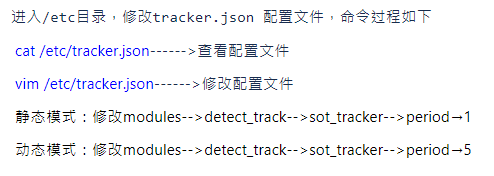 进入/etc目录，修改tracker.json 配置文件，命令过程如下
cat /etc/tracker.json------>查看配置文件
vim /etc/tracker.json------>修改配置文件
静态模式：修改modules-->detect_track-->sot_tracker-->period→1
动态模式：修改modules-->detect_track-->sot_tracker-->period→5